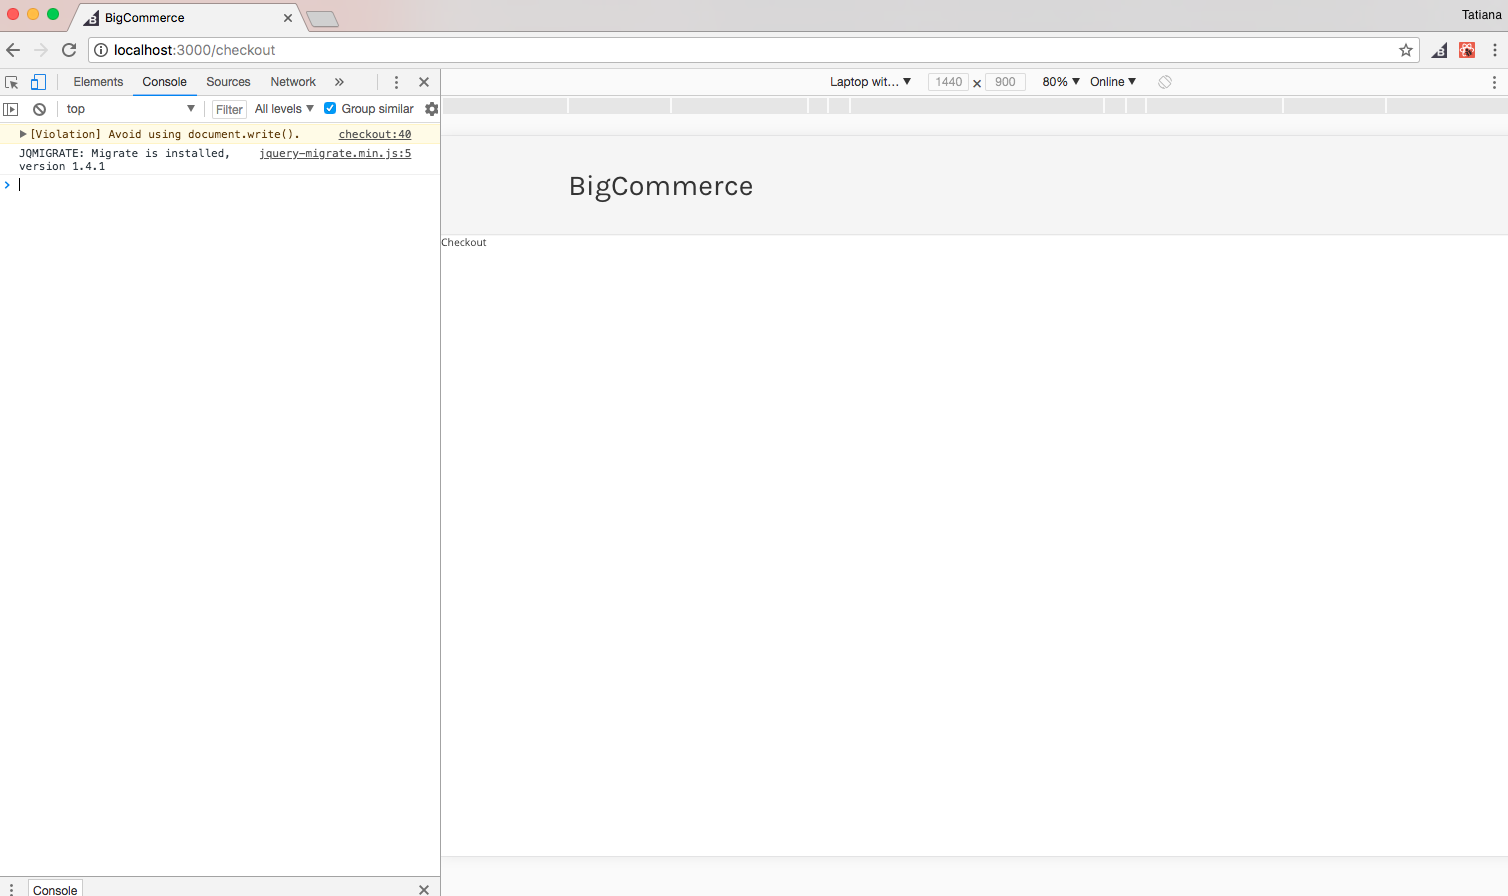 BigCommerce
Tatiana
localhost:3000/checkout
Elements Console Sources Network »
Laptop wit... ▼ 1440 × 900 80% ▼ Online ▼
top ▼ Filter All levels ▼ Group similar
▶[Violation] Avoid using document.write(). checkout:40
JQMIGRATE: Migrate is installed, jquery-migrate.min.js:5
version 1.4.1
>
BigCommerce
Checkout
Console